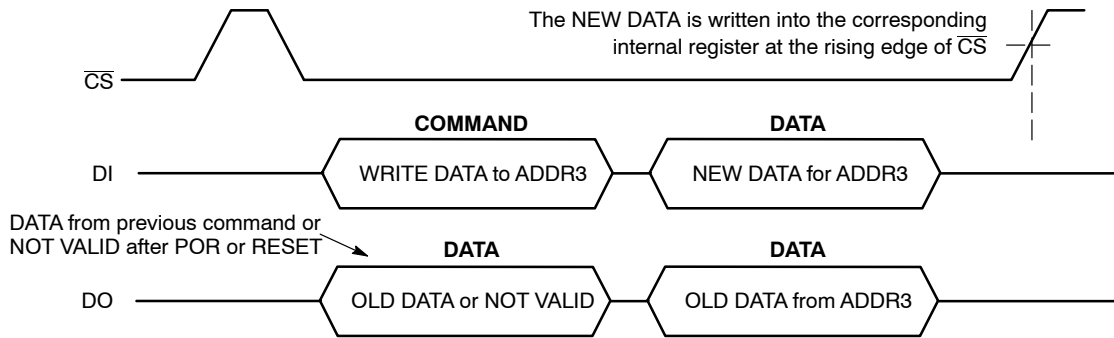 The NEW DATA is written into the corresponding
internal register at the rising edge of C̅S̅
C̅S̅
COMMAND
DATA
DI
WRITE DATA to ADDR3
NEW DATA for ADDR3
DATA from previous command or
NOT VALID after POR or RESET
DATA
DATA
DO
OLD DATA or NOT VALID
OLD DATA from ADDR3